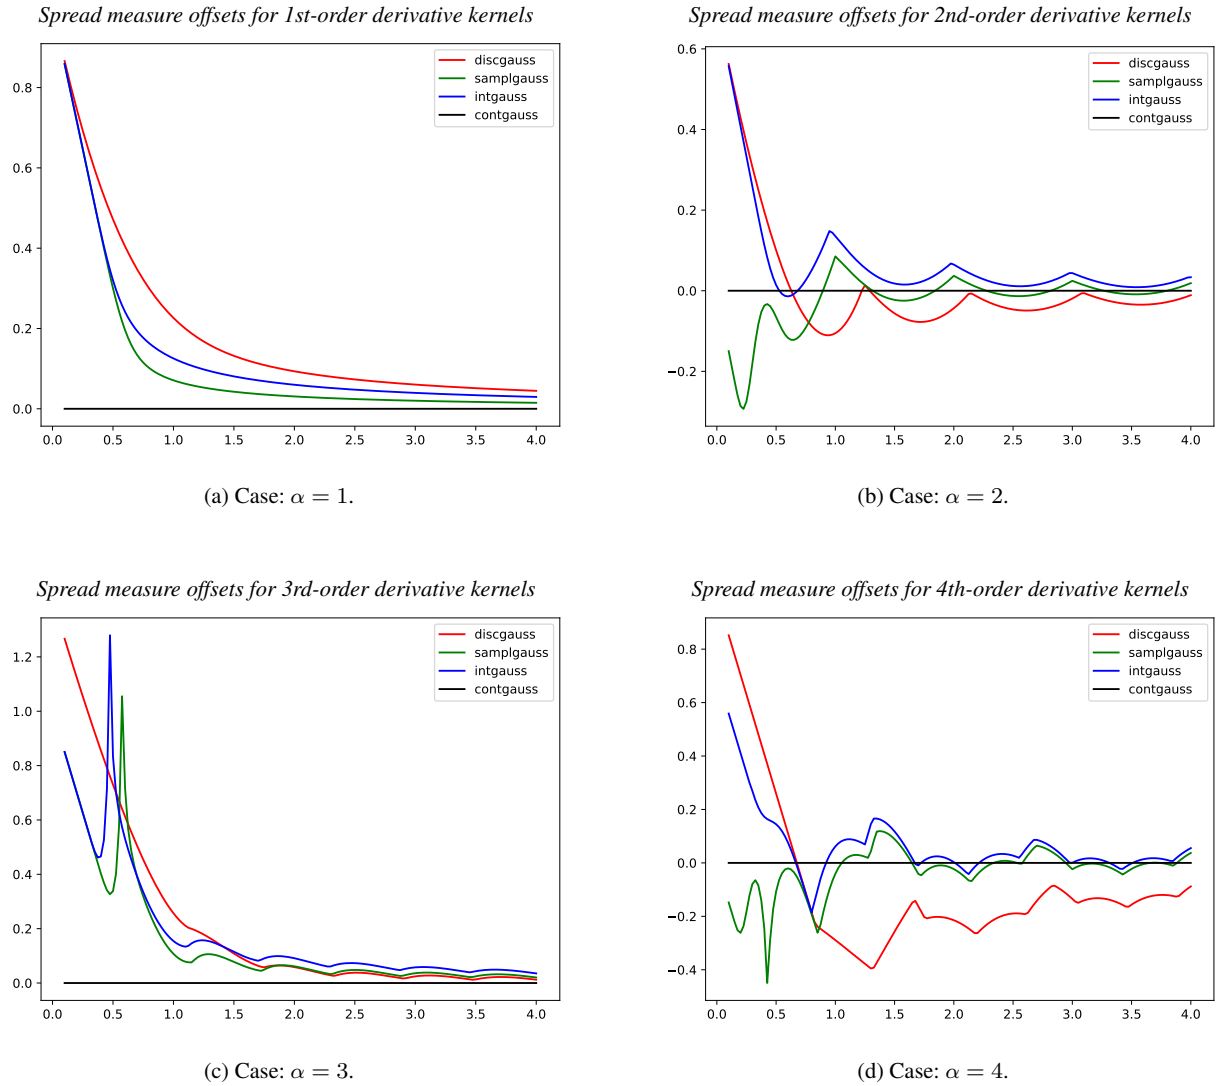 Spread measure offsets for 1st-order derivative kernels
0.8
0.6
0.4
0.2
0.0
0.0 0.5 1.0 1.5 2.0 2.5 3.0 3.5 4.0
discgauss
samplgauss
intgauss
contgauss
(a) Case: α = 1.
Spread measure offsets for 2nd-order derivative kernels
0.6
0.4
0.2
0.0
−0.2
0.0 0.5 1.0 1.5 2.0 2.5 3.0 3.5 4.0
discgauss
samplgauss
intgauss
contgauss
(b) Case: α = 2.
Spread measure offsets for 3rd-order derivative kernels
1.2
1.0
0.8
0.6
0.4
0.2
0.0
0.0 0.5 1.0 1.5 2.0 2.5 3.0 3.5 4.0
discgauss
samplgauss
intgauss
contgauss
(c) Case: α = 3.
Spread measure offsets for 4th-order derivative kernels
0.8
0.6
0.4
0.2
0.0
−0.2
−0.4
0.0 0.5 1.0 1.5 2.0 2.5 3.0 3.5 4.0
discgauss
samplgauss
intgauss
contgauss
(d) Case: α = 4.